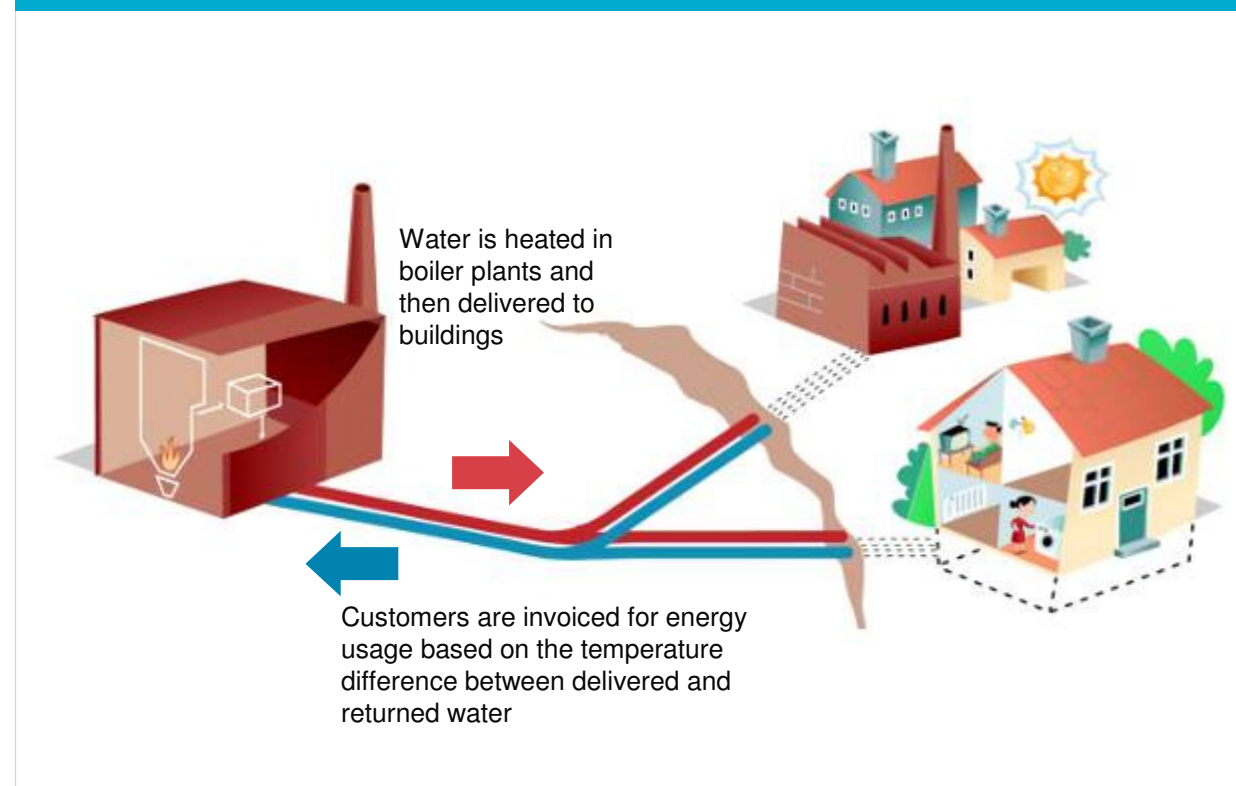 Water is heated in
boiler plants and
then delivered to
buildings
Customers are invoiced for energy
usage based on the temperature
difference between delivered and
returned water